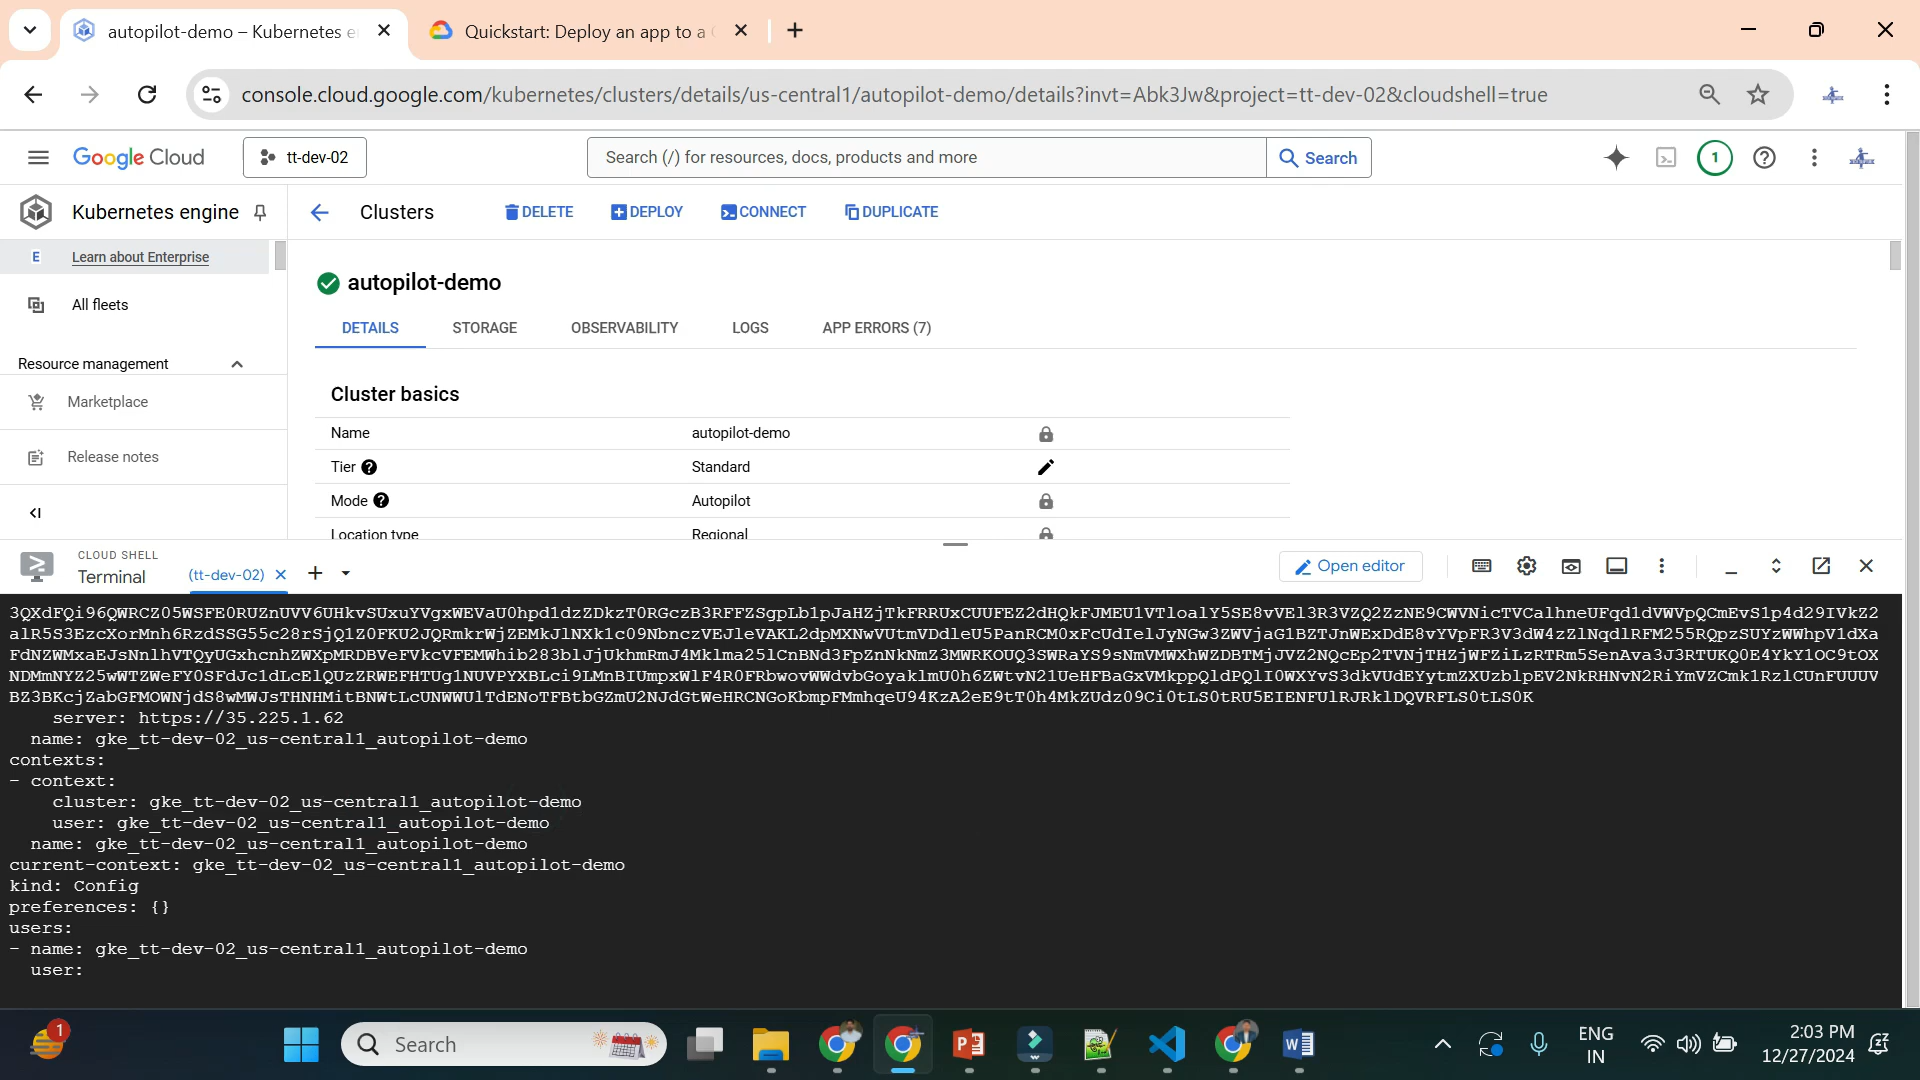 autopilot-demo – Kubernetes e
Quickstart: Deploy an app to a
console.cloud.google.com/kubernetes/clusters/details/us-central1/autopilot-demo/details?invt=Abk3Jw&project=tt-dev-02&cloudshell=true
Google Cloud
tt-dev-02
Search (/) for resources, docs, products and more
Search
1
Kubernetes engine
Clusters
DELETE
DEPLOY
CONNECT
DUPLICATE
E
Learn about Enterprise
All fleets
Resource management
Marketplace
Release notes
autopilot-demo
DETAILS
STORAGE
OBSERVABILITY
LOGS
APP ERRORS (7)
Cluster basics
Name autopilot-demo
Tier Standard
Mode Autopilot
Location type Regional
CLOUD SHELL
Terminal
(tt-dev-02)
Open editor
server: https://35.225.1.62
name: gke_tt-dev-02_us-central1_autopilot-demo
contexts:
- context:
cluster: gke_tt-dev-02_us-central1_autopilot-demo
user: gke_tt-dev-02_us-central1_autopilot-demo
name: gke_tt-dev-02_us-central1_autopilot-demo
current-context: gke_tt-dev-02_us-central1_autopilot-demo
kind: Config
preferences: {}
users:
- name: gke_tt-dev-02_us-central1_autopilot-demo
user:
1
Search
ENG
IN
2:03 PM
12/27/2024